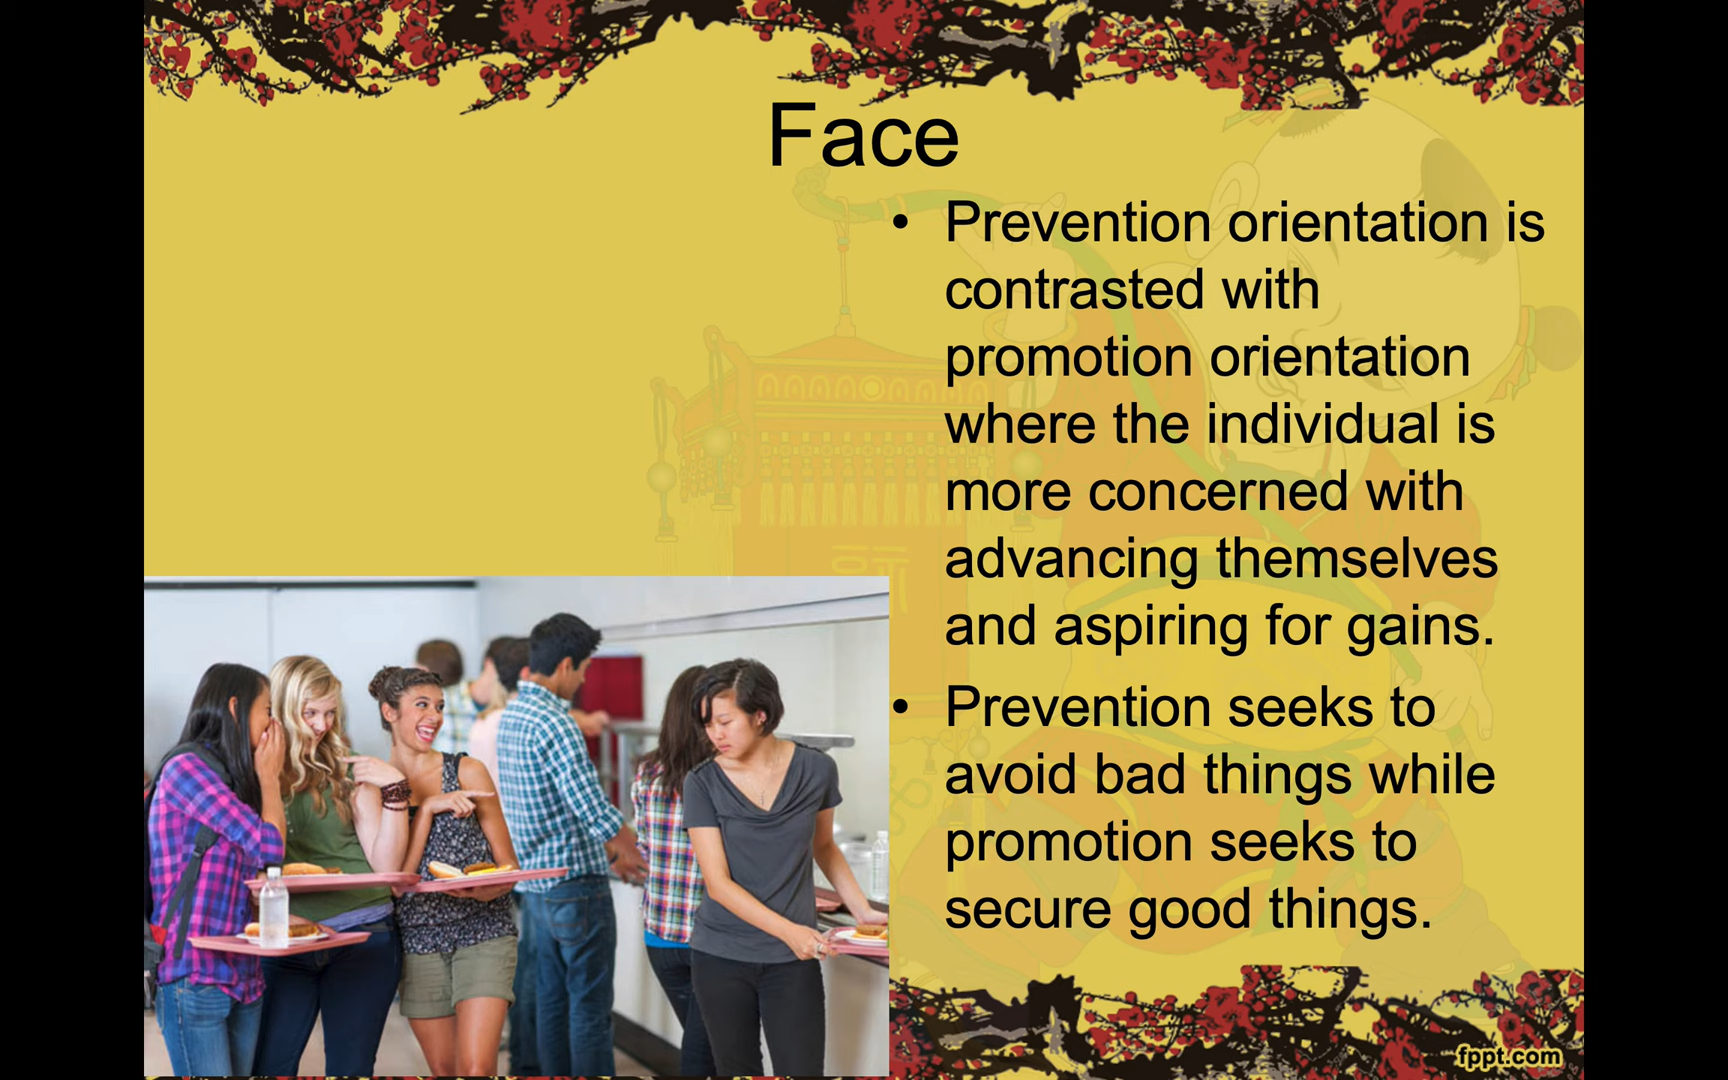 Face
• Prevention orientation is
contrasted with
promotion orientation
where the individual is
more concerned with
advancing themselves
and aspiring for gains.
• Prevention seeks to
avoid bad things while
promotion seeks to
secure good things.
fppt.com